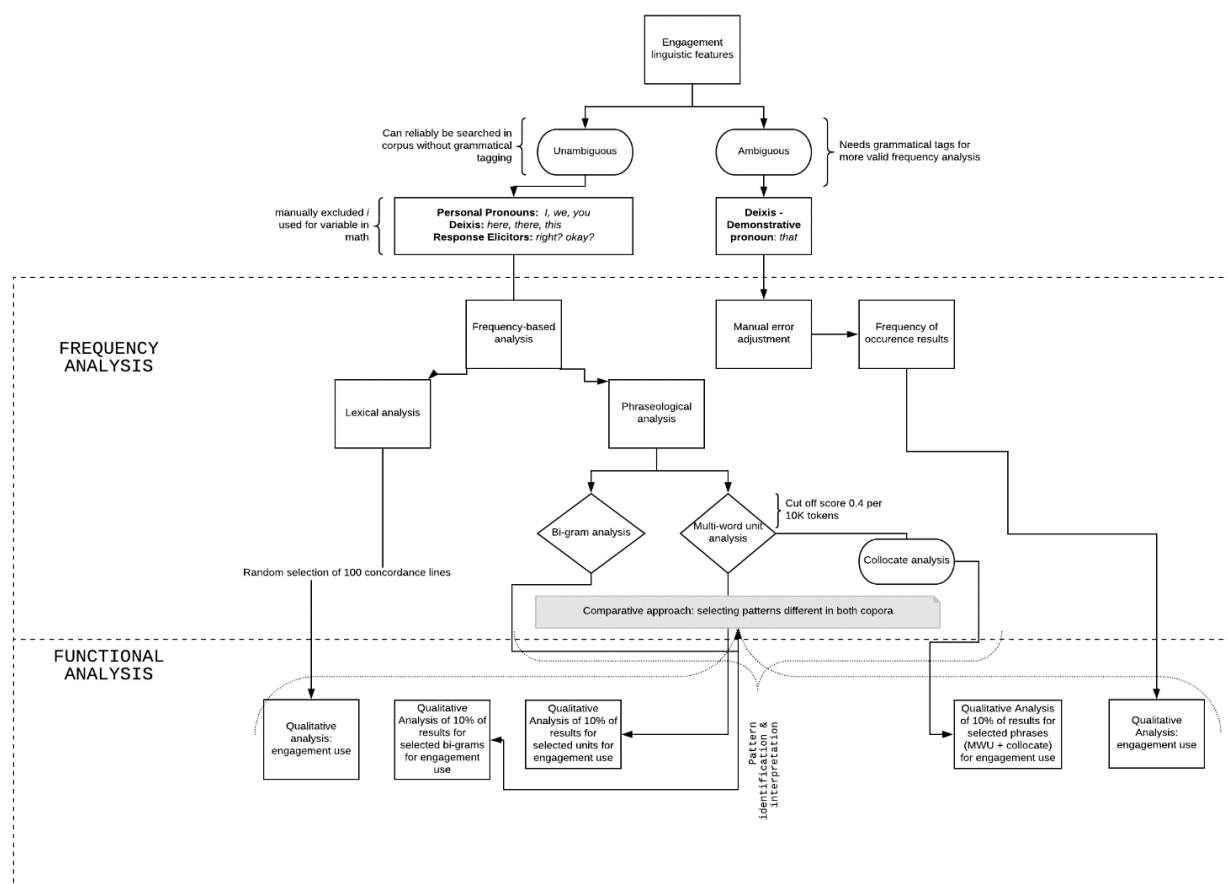 Engagement
linguistic features
Can reliably be searched in
corpus without grammatical
tagging
Unambiguous
Ambiguous
Needs grammatical tags for
more valid frequency analysis
manually excluded i
used for variable in
math
Personal Pronouns: I, we, you
Deixis: here, there, this
Response Elicitors: right? okay?
Deixis -
Demonstrative
pronoun: that
FREQUENCY
ANALYSIS
Frequency-based
analysis
Manual error
adjustment
Frequency of
occurence results
Lexical analysis
Phraseological
analysis
Bi-gram analysis
Multi-word unit
analysis
Cut off score 0.4 per
10K tokens
Collocate analysis
Random selection of 100 concordance lines
Comparative approach: selecting patterns different in both copora
FUNCTIONAL
ANALYSIS
Qualitative
analysis:
engagement use
Qualitative
Analysis of 10% of
results for
selected bi-grams
for engagement
use
Qualitative
Analysis of 10% of
results for
selected units for
engagement use
Pattern
identification &
interpretation
Qualitative Analysis
of 10% of results for
selected phrases
(MWU + collocate)
for engagement use
Qualitative
Analysis:
engagement use